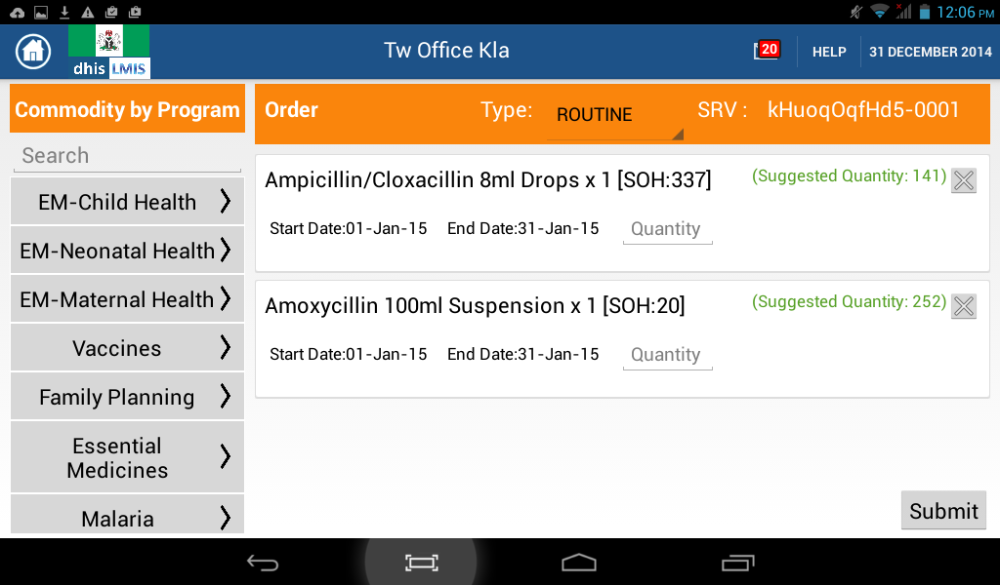 12:06 PM
dhis LMIS
Tw Office Kla
20
HELP
31 DECEMBER 2014
Commodity by Program
Search
EM-Child Health
EM-Neonatal Health
EM-Maternal Health
Vaccines
Family Planning
Essential
Medicines
Malaria
Order Type: ROUTINE SRV : kHuoqOqfHd5-0001
Ampicillin/Cloxacillin 8ml Drops x 1 [SOH:337] (Suggested Quantity: 141)
Start Date:01-Jan-15 End Date:31-Jan-15 Quantity
Amoxycillin 100ml Suspension x 1 [SOH:20] (Suggested Quantity: 252)
Start Date:01-Jan-15 End Date:31-Jan-15 Quantity
Submit